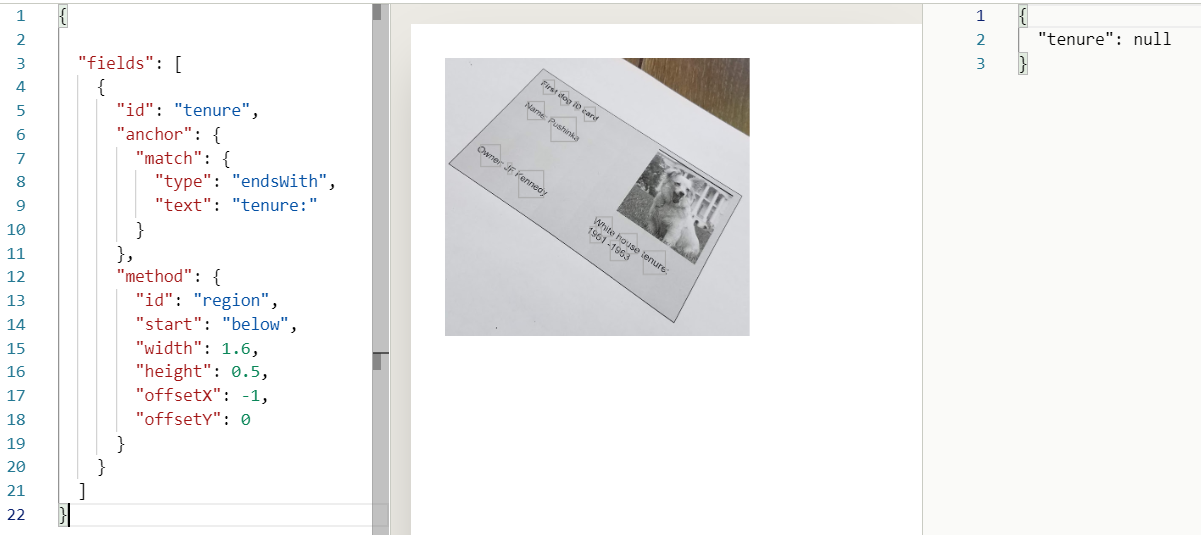 1 {
2
3 "fields": [
4 {
5 "id": "tenure",
6 "anchor": {
7 "match": {
8 "type": "endsWith",
9 "text": "tenure:"
10 }
11 },
12 "method": {
13 "id": "region",
14 "start": "below",
15 "width": 1.6,
16 "height": 0.5,
17 "offsetX": -1,
18 "offsetY": 0
19 }
20 }
21 ]
22 }
First dog ID card
Name: Pushinka
Owner: JF Kennedy
White house tenure:
1961 -1963
1 {
2 "tenure": null
3 }